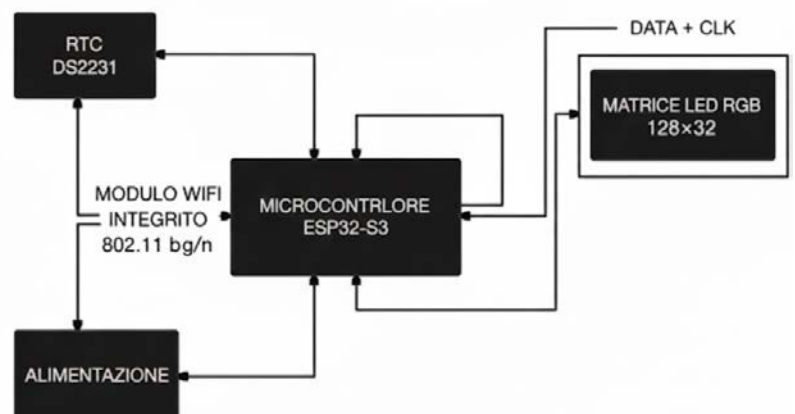 RTC
DS2231
DATA + CLK
MATRICE LED RGB
128×32
MODULO WIFI
INTEGRITO
802.11 bg/n
MICROCONTRLORE
ESP32-S3
ALIMENTAZIONE